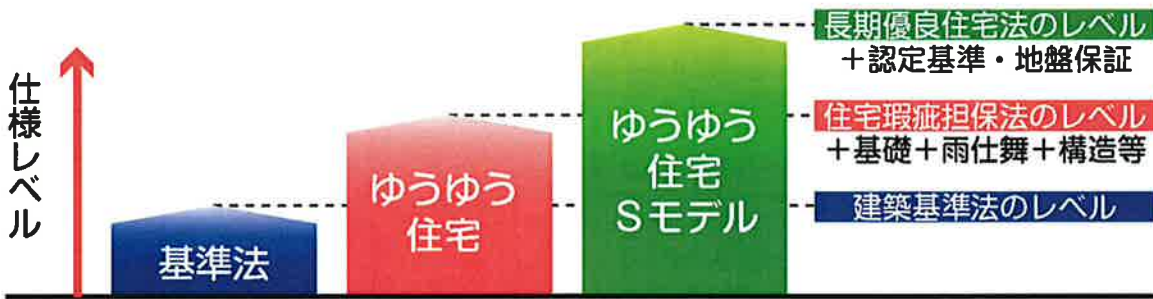 仕様レベル
基準法
ゆうゆう
住宅
ゆうゆう
住宅
Sモデル
長期優良住宅法のレベル
＋認定基準・地盤保証
住宅瑕疵担保法のレベル
＋基礎＋雨仕舞＋構造等
建築基準法のレベル